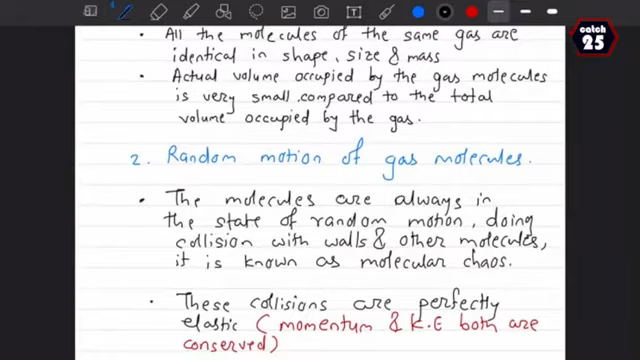 catch
25
• All the molecules of the same gas are
identical in shape, size & mass
• Actual volume occupied by the gas molecules
is very small compared to the total
volume occupied by the gas.
2. Random motion of gas molecules.
• The molecules are always in
the state of random motion, doing
collision with walls & other molecules,
it is known as molecular chaos.
• These collisions are perfectly
elastic (momentum & K.E both are
conserved)